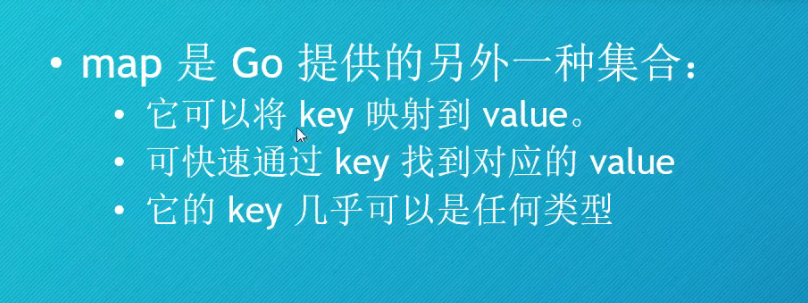 • map 是 Go 提供的另外一种集合：
• 它可以将 key 映射到 value。
• 可快速通过 key 找到对应的 value
• 它的 key 几乎可以是任何类型